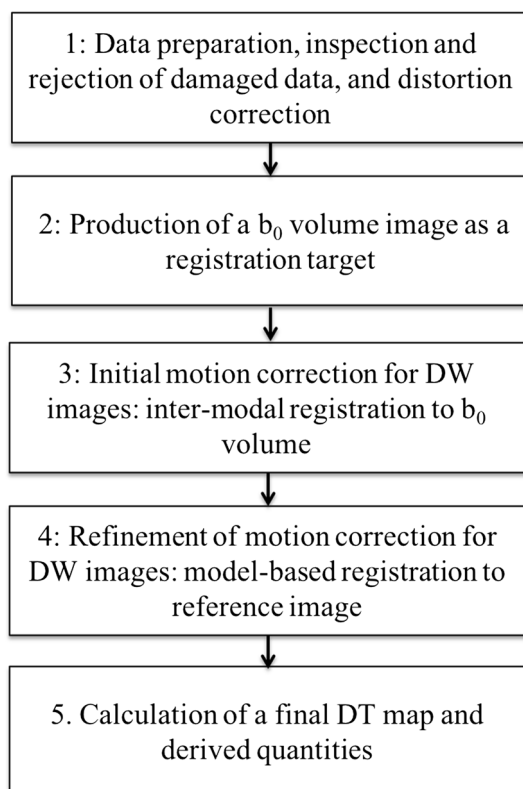 1: Data preparation, inspection and
rejection of damaged data, and distortion
correction
2: Production of a b₀ volume image as a
registration target
3: Initial motion correction for DW
images: inter-modal registration to b₀
volume
4: Refinement of motion correction for
DW images: model-based registration to
reference image
5. Calculation of a final DT map and
derived quantities